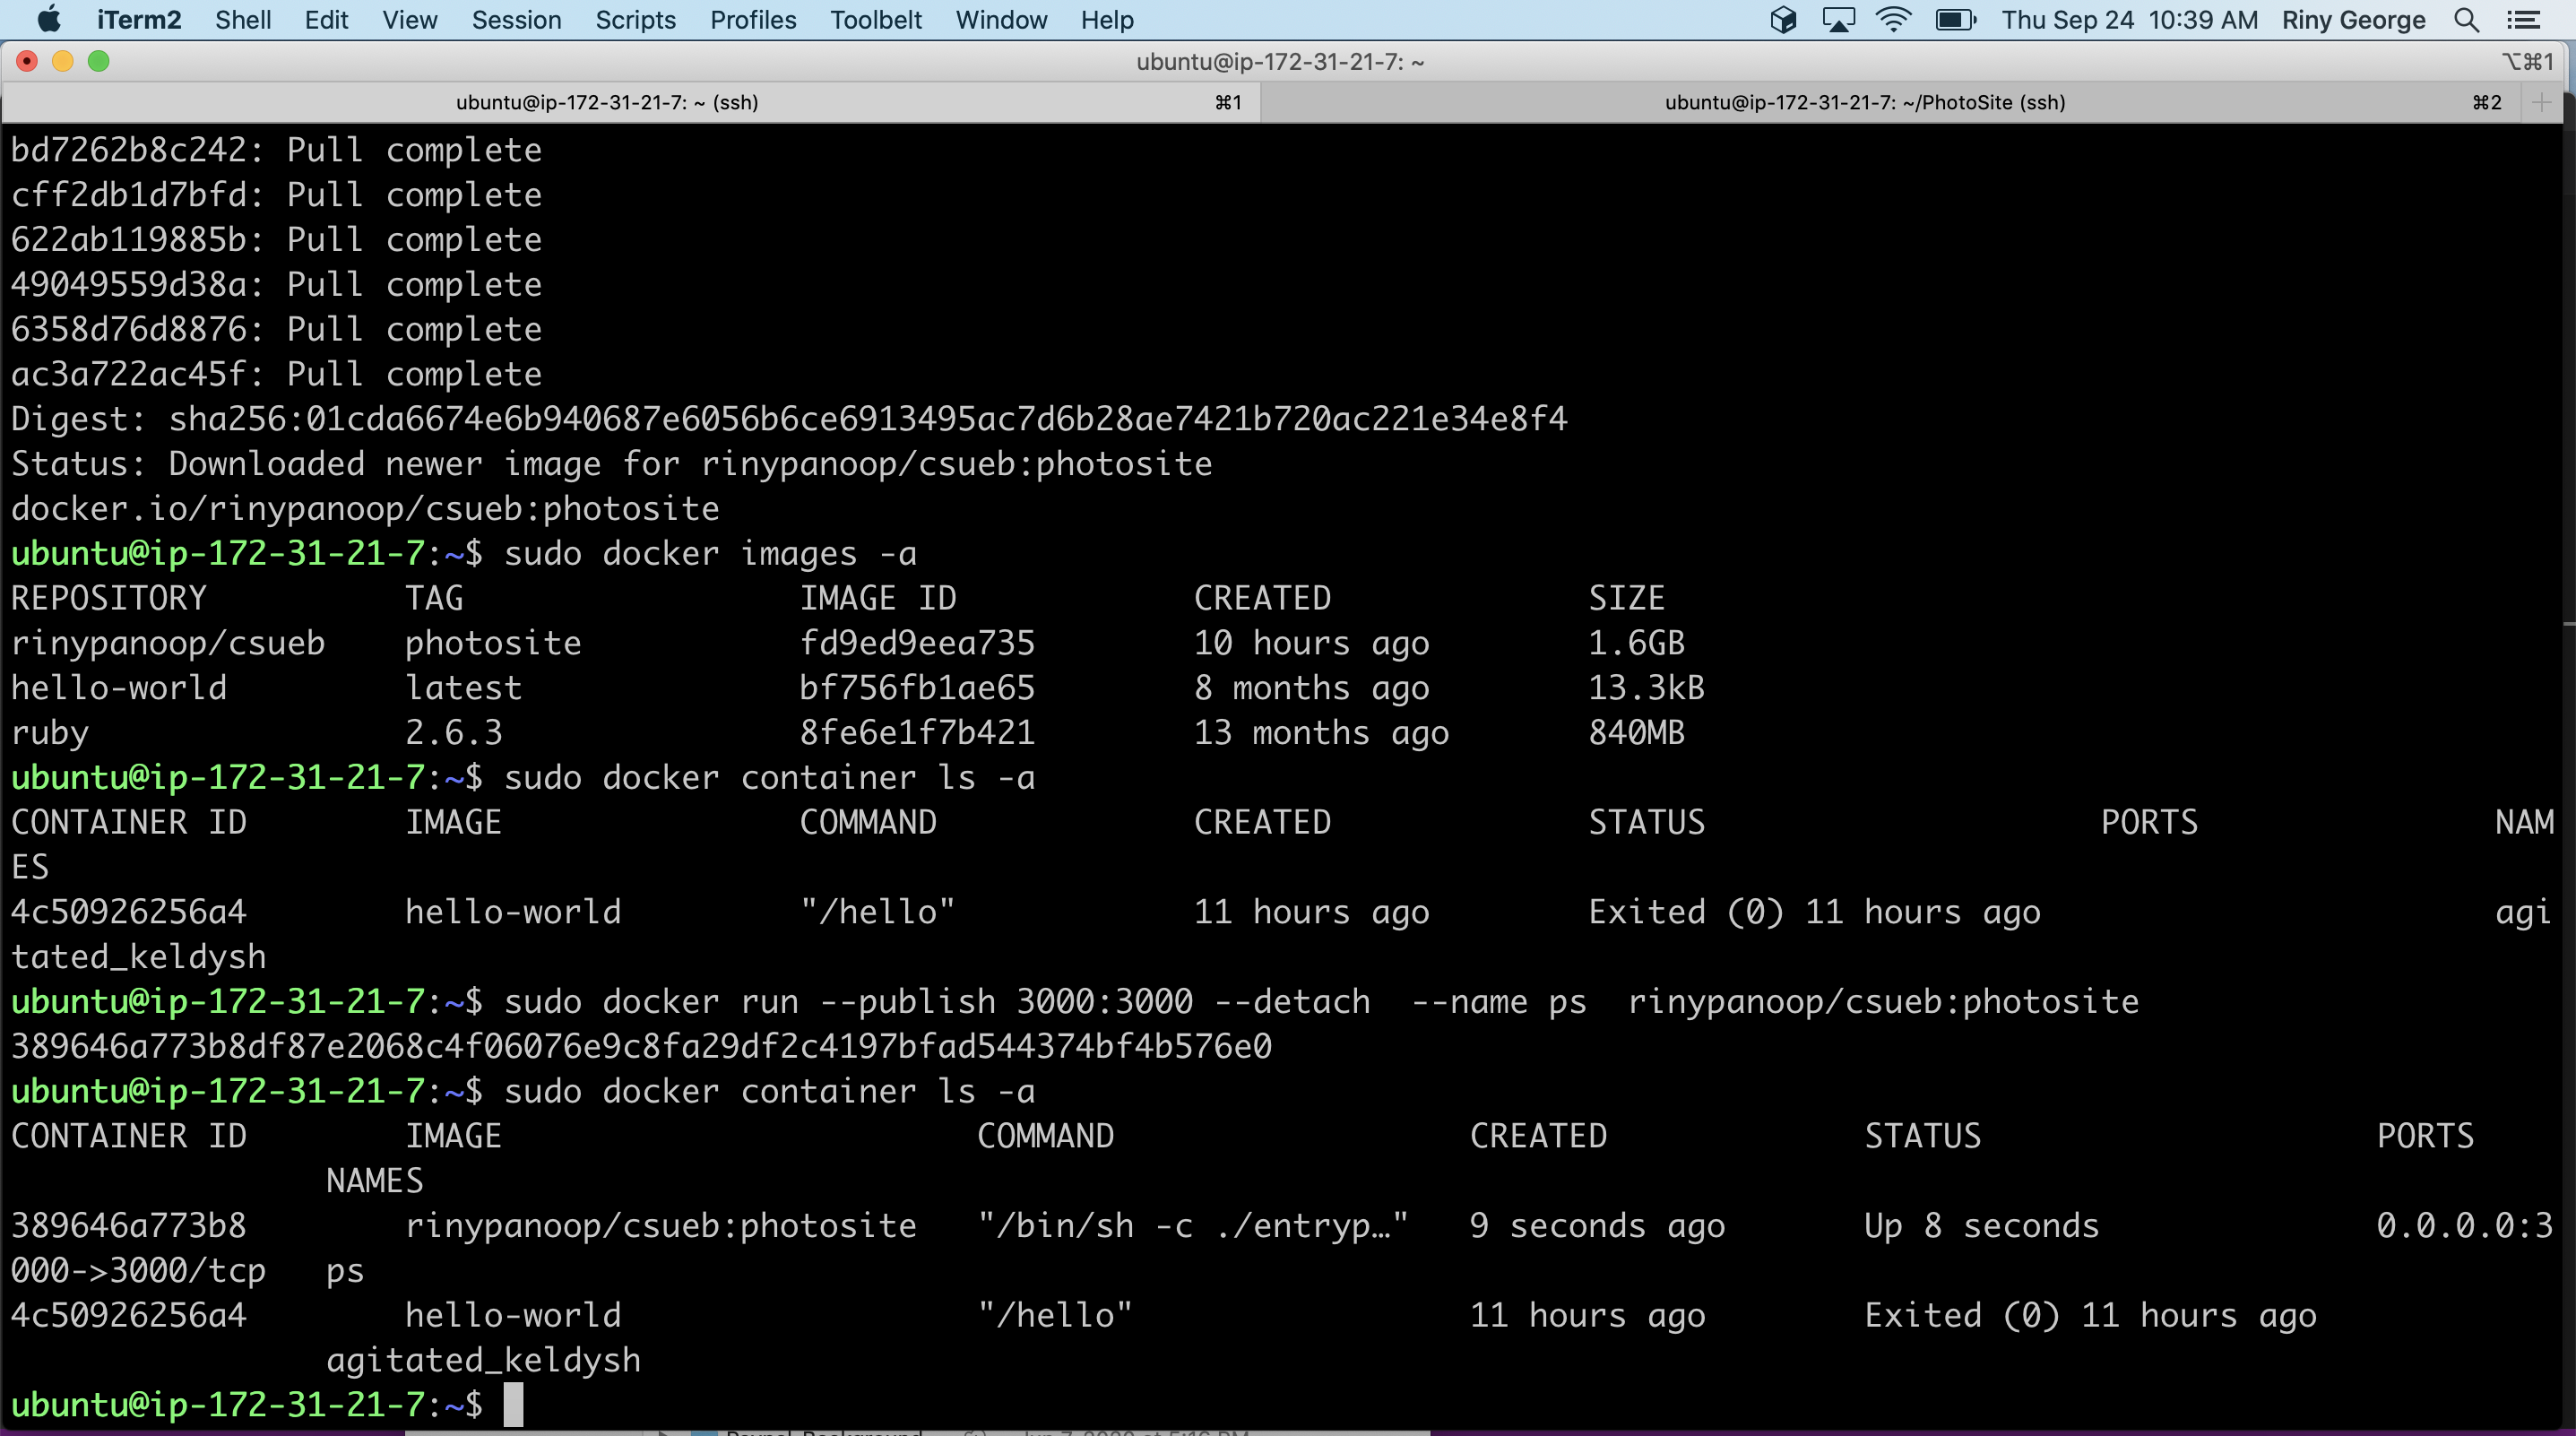 iTerm2 Shell Edit View Session Scripts Profiles Toolbelt Window Help Thu Sep 24 10:39 AM Riny George
ubuntu@ip-172-31-21-7: ~ ⌥⌘1
ubuntu@ip-172-31-21-7: ~ (ssh) ⌘1 ubuntu@ip-172-31-21-7: ~/PhotoSite (ssh) ⌘2
bd7262b8c242: Pull complete
cff2db1d7bfd: Pull complete
622ab119885b: Pull complete
49049559d38a: Pull complete
6358d76d8876: Pull complete
ac3a722ac45f: Pull complete
Digest: sha256:01cda6674e6b940687e6056b6ce6913495ac7d6b28ae7421b720ac221e34e8f4
Status: Downloaded newer image for rinypanoop/csueb:photosite
docker.io/rinypanoop/csueb:photosite
ubuntu@ip-172-31-21-7:~$ sudo docker images -a
REPOSITORY TAG IMAGE ID CREATED SIZE
rinypanoop/csueb photosite fd9ed9eea735 10 hours ago 1.6GB
hello-world latest bf756fb1ae65 8 months ago 13.3kB
ruby 2.6.3 8fe6e1f7b421 13 months ago 840MB
ubuntu@ip-172-31-21-7:~$ sudo docker container ls -a
CONTAINER ID IMAGE COMMAND CREATED STATUS PORTS NAM
ES
4c50926256a4 hello-world "/hello" 11 hours ago Exited (0) 11 hours ago agi
tated_keldysh
ubuntu@ip-172-31-21-7:~$ sudo docker run --publish 3000:3000 --detach  --name ps  rinypanoop/csueb:photosite
389646a773b8df87e2068c4f06076e9c8fa29df2c4197bfad544374bf4b576e0
ubuntu@ip-172-31-21-7:~$ sudo docker container ls -a
CONTAINER ID IMAGE COMMAND CREATED STATUS PORTS
NAMES
389646a773b8 rinypanoop/csueb:photosite "/bin/sh -c ./entryp…" 9 seconds ago Up 8 seconds 0.0.0.0:3
000->3000/tcp ps
4c50926256a4 hello-world "/hello" 11 hours ago Exited (0) 11 hours ago
agitated_keldysh
ubuntu@ip-172-31-21-7:~$